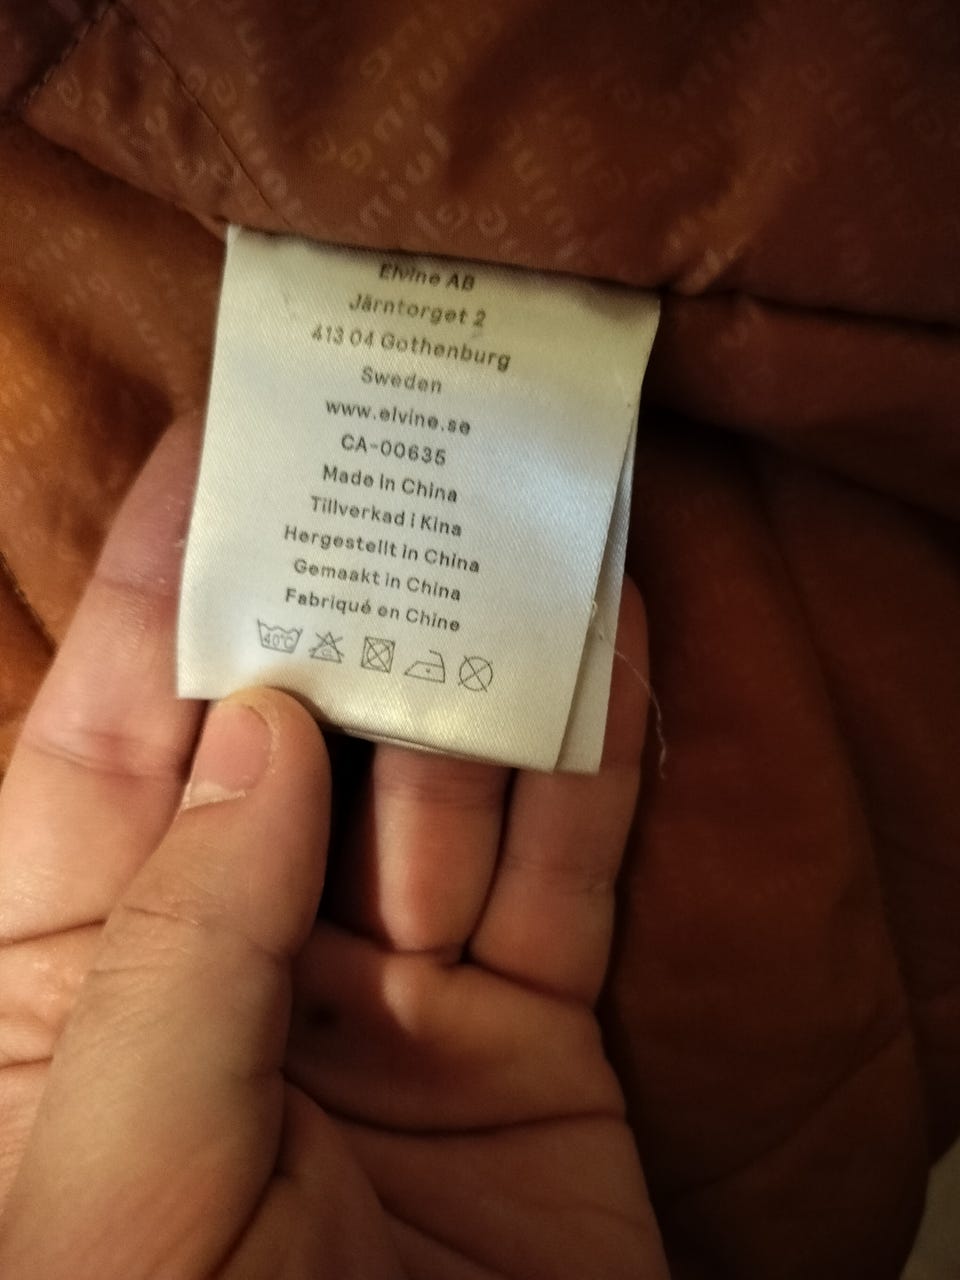 Elvine AB
Järntorget 2
413 04 Gothenburg
Sweden
www.elvine.se
CA-00635
Made in China
Tillverkad i Kina
Hergestellt in China
Gemaakt in China
Fabriqué en Chine
40°C